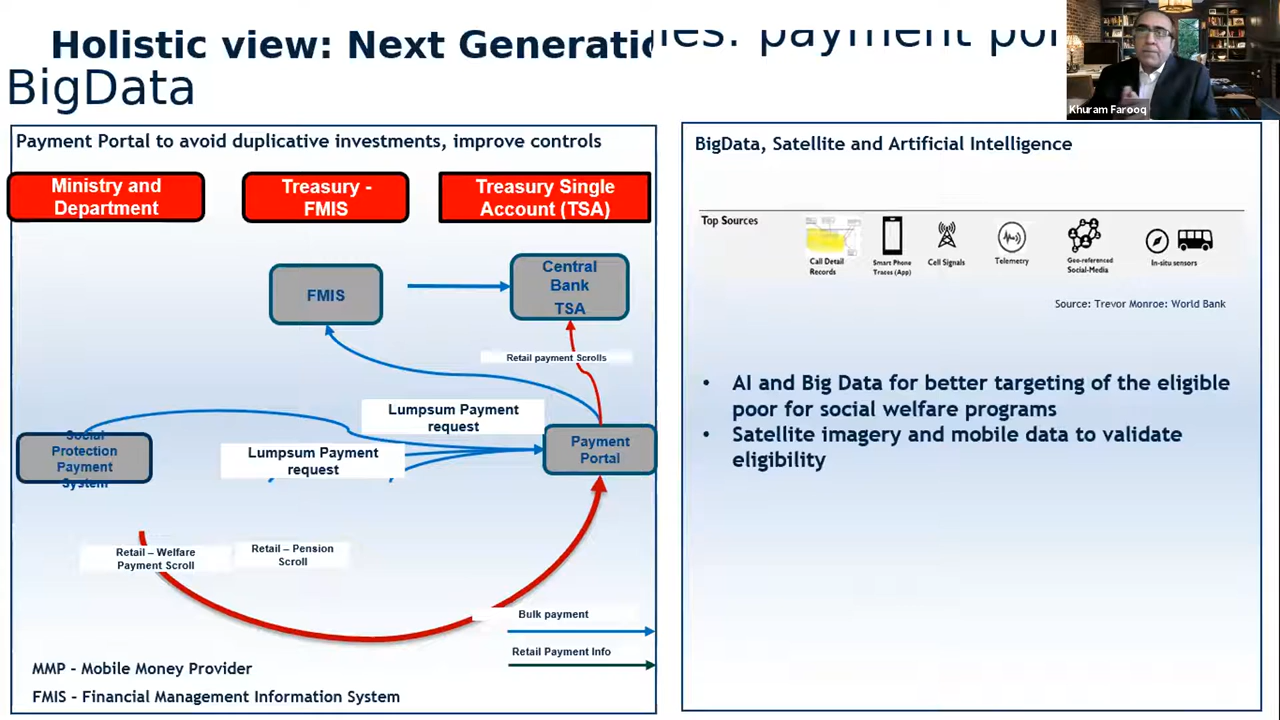 Holistic view: Next Generatio
payment
BigData
Khuram Farooq
Payment Portal to avoid duplicative investments, improve controls
Ministry and
Department
Treasury -
FMIS
Treasury Single
Account (TSA)
FMIS
Central
Bank
TSA
Retail payment Scrolls
Lumpsum Payment
request
Lumpsum Payment
request
Payment
Portal
Social
Protection
Payment
System
Retail – Welfare
Payment Scroll
Retail – Pension
Scroll
Bulk payment
Retail Payment Info
MMP - Mobile Money Provider
FMIS - Financial Management Information System
BigData, Satellite and Artificial Intelligence
Top Sources
Call Detail
Records
Smart Phone
Traces (App)
Cell Signals
Telemetry
Geo-referenced
Social-Media
In-situ sensors
Source: Trevor Monroe: World Bank
• AI and Big Data for better targeting of the eligible
poor for social welfare programs
• Satellite imagery and mobile data to validate
eligibility